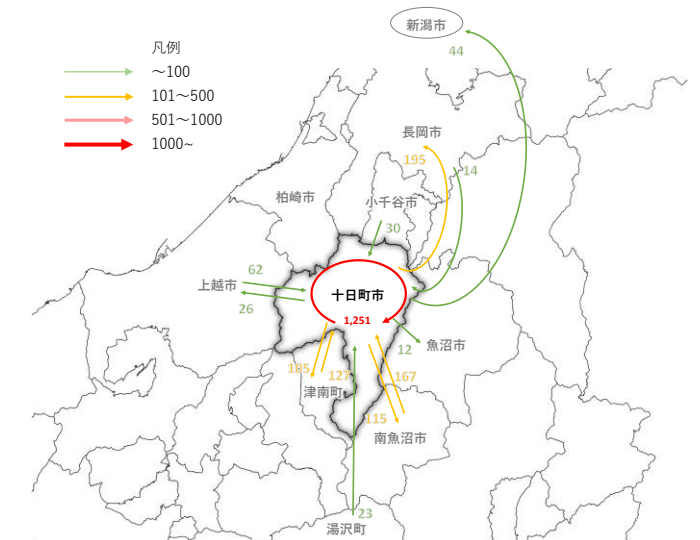 新潟市
44
凡例
～100
101～500
501～1000
1000~
長岡市
195
14
柏崎市
小千谷市
30
62
上越市
26
十日町市
1,251
魚沼市
12
105
127
167
津南町
115
南魚沼市
23
湯沢町